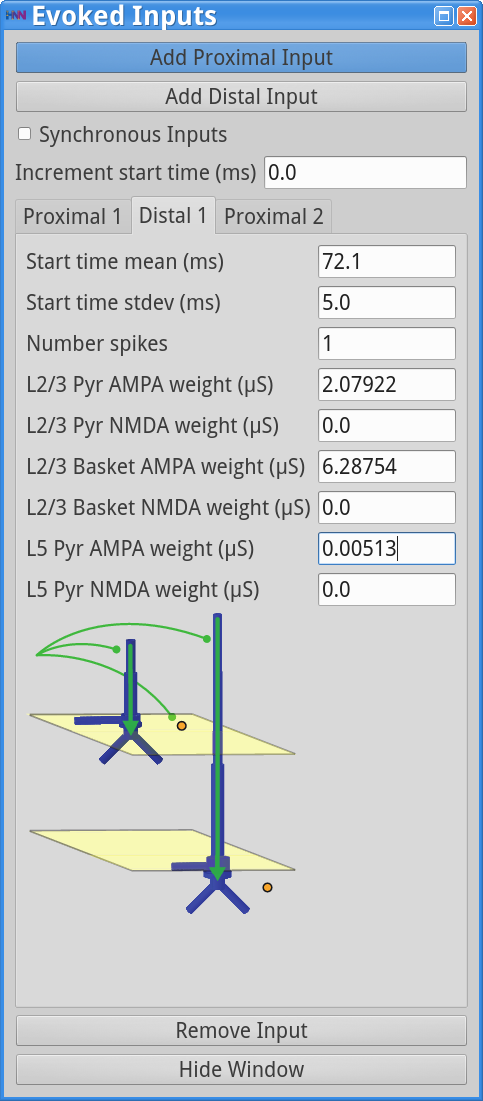 HNN Evoked Inputs
Add Proximal Input
Add Distal Input
Synchronous Inputs
Increment start time (ms) 0.0
Proximal 1 Distal 1 Proximal 2
Start time mean (ms) 72.1
Start time stdev (ms) 5.0
Number spikes 1
L2/3 Pyr AMPA weight (µS) 2.07922
L2/3 Pyr NMDA weight (µS) 0.0
L2/3 Basket AMPA weight (µS) 6.28754
L2/3 Basket NMDA weight (µS) 0.0
L5 Pyr AMPA weight (µS) 0.00513
L5 Pyr NMDA weight (µS) 0.0
Remove Input
Hide Window